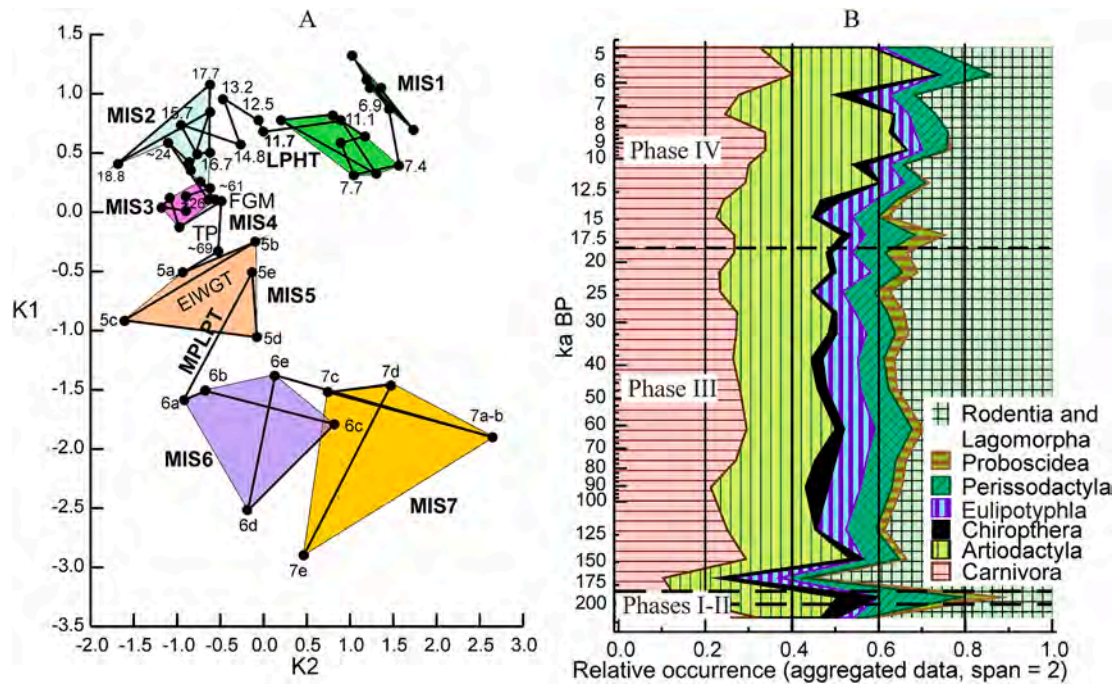 A
B
1.5
1.0
0.5
0.0
-0.5
-1.0
-1.5
-2.0
-2.5
-3.0
-3.5
K1
-2.0 -1.5 -1.0 -0.5 0.0 0.5 1.0 1.5 2.0 2.5 3.0
K2
17.7
13.2
MIS2
15.7
12.5
~24
11.7
14.8
16.7
18.8
LPHT
11.1
6.9
MIS1
7.4
7.7
~61
MIS3
FGM
MIS4
TP
~69
5b
5a
5e
EIWGT
MIS5
5c
MPLPT
5d
6b
6e
7c
7d
6a
6c
7a-b
MIS6
MIS7
6d
7e
ka BP
5
6
7
8
9
10
12.5
15
17.5
20
25
30
40
50
60
70
80
90
100
125
150
175
200
Phase IV
Phase III
Phases I-II
Rodentia and
Lagomorpha
Proboscidea
Perissodactyla
Eulipotyphla
Chiropthera
Artiodactyla
Carnivora
0.0 0.2 0.4 0.6 0.8 1.0
Relative occurrence (aggregated data, span = 2)